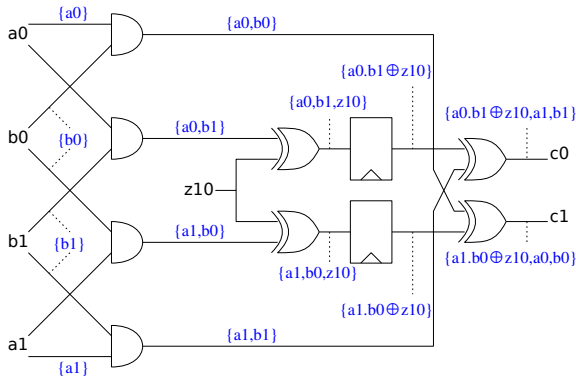 {a0}
a0
{a0,b0}
{a0.b1⊕z10}
{a0,b1,z10}
{a0.b1⊕z10,a1,b1}
b0
{b0}
{a0,b1}
c0
z10
b1
{b1}
{a1,b0}
c1
{a1,b0,z10}
{a1.b0⊕z10,a0,b0}
{a1.b0⊕z10}
a1
{a1,b1}
{a1}